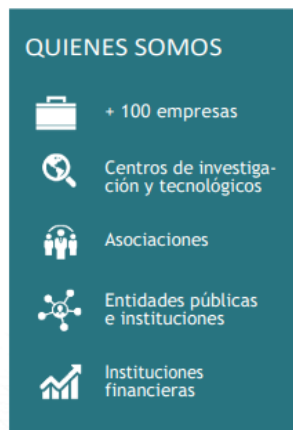 QUIENES SOMOS
+ 100 empresas
Centros de investiga-
ción y tecnológicos
Asociaciones
Entidades públicas
e instituciones
Instituciones
financieras